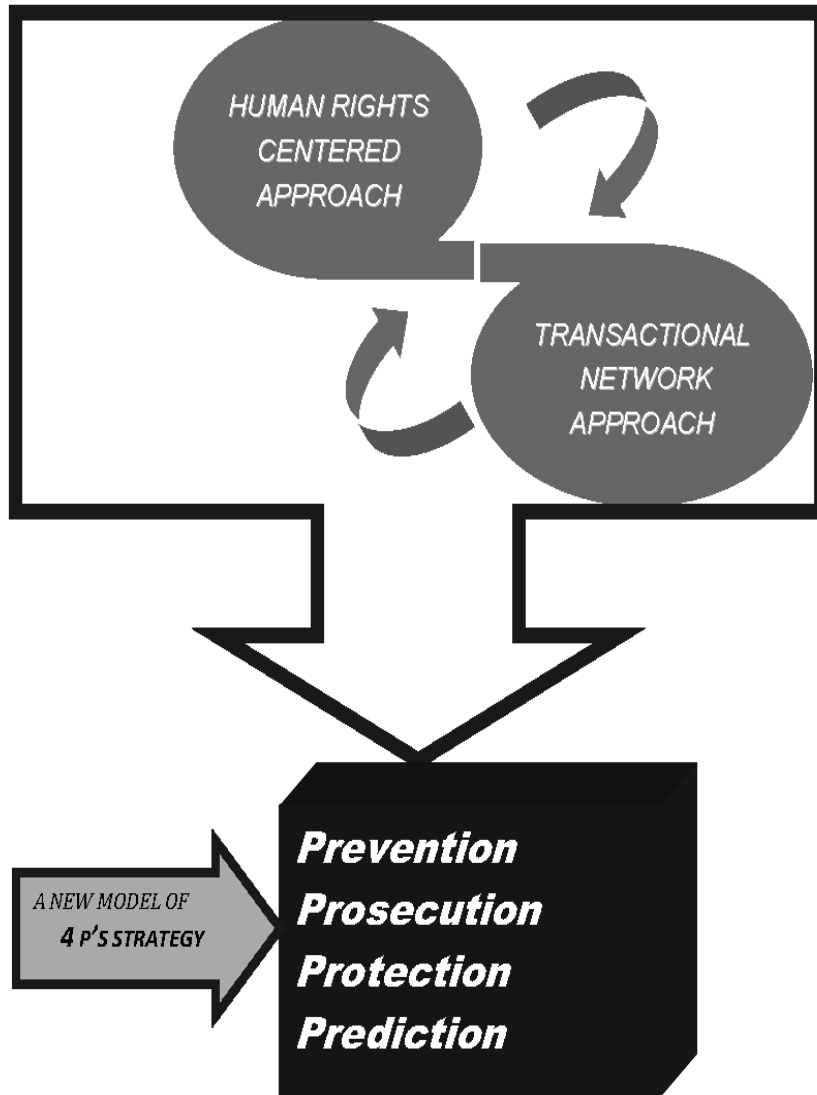 HUMAN RIGHTS
CENTERED
APPROACH
TRANSACTIONAL
NETWORK
APPROACH
Prevention
Prosecution
Protection
Prediction
A NEW MODEL OF
4 P'S STRATEGY